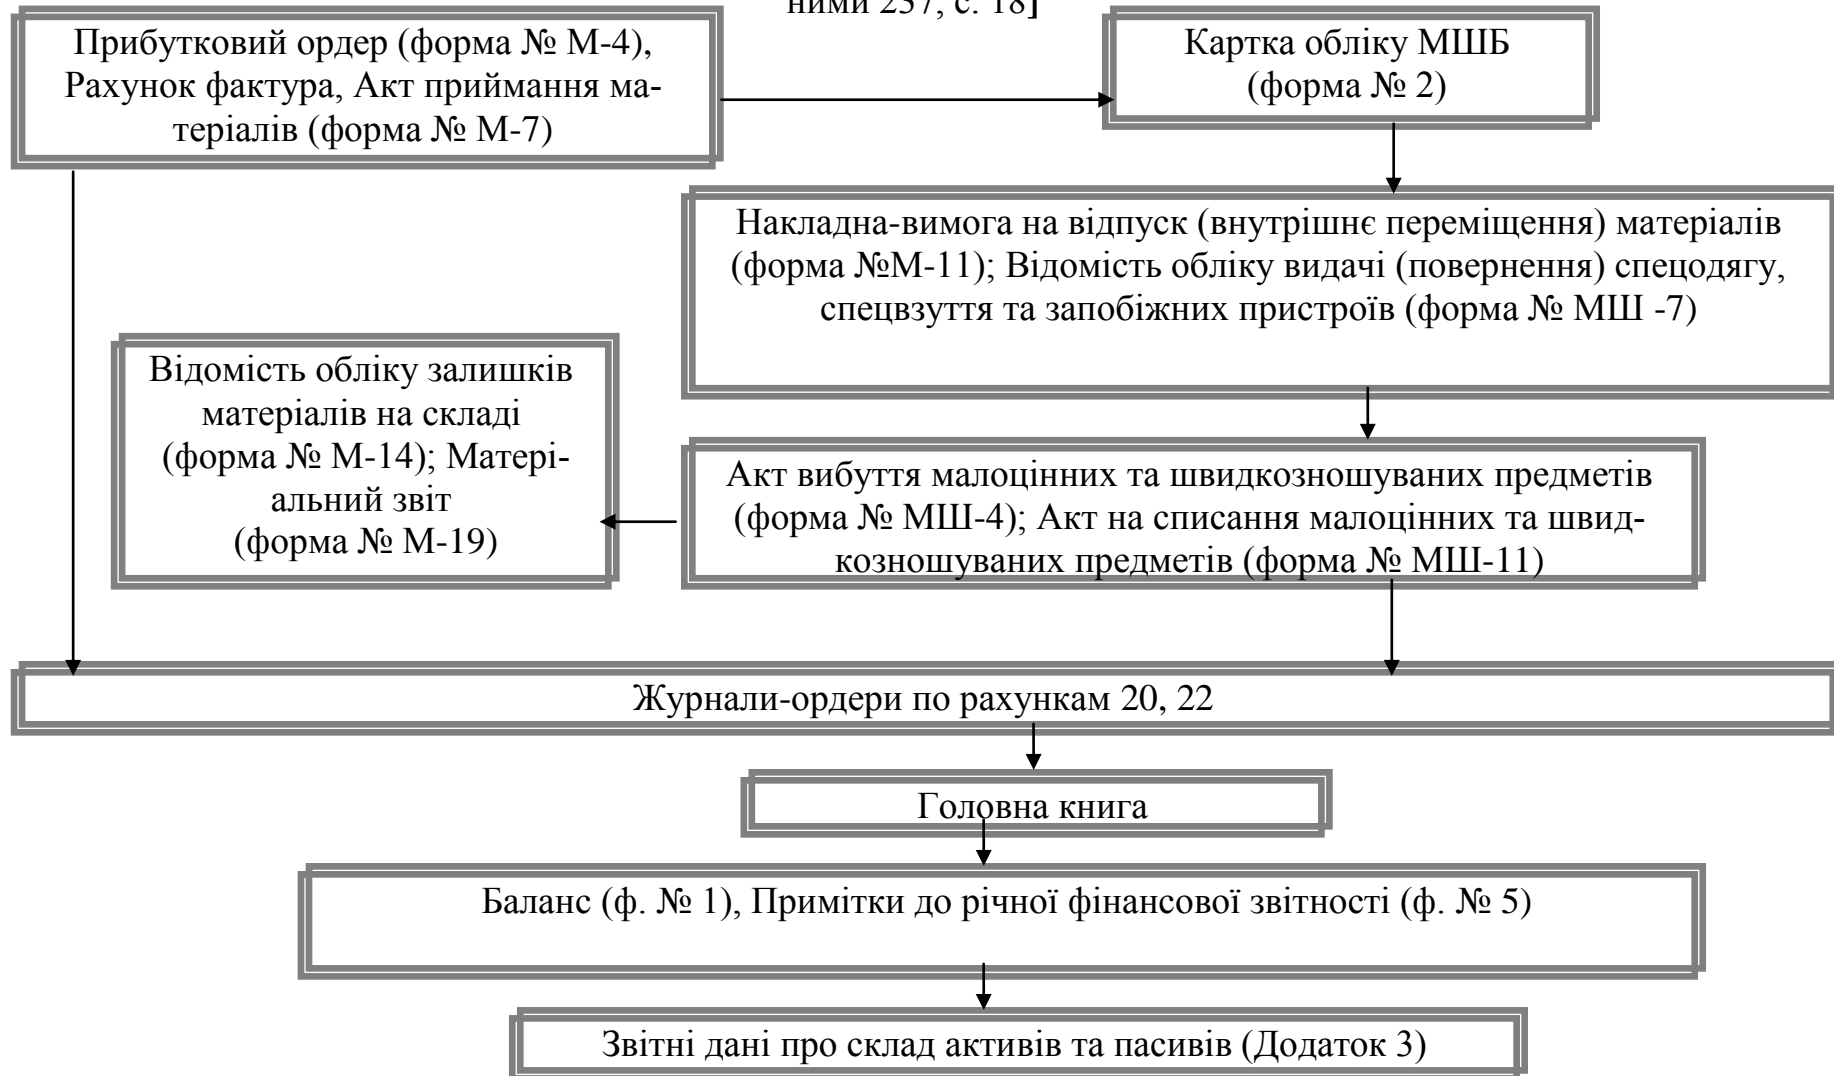 ними 237, с. 18]
Прибутковий ордер (форма № М-4),
Рахунок фактура, Акт приймання ма-
теріалів (форма № М-7)
Картка обліку МШБ
(форма № 2)
Накладна-вимога на відпуск (внутрішнє переміщення) матеріалів
(форма №М-11); Відомість обліку видачі (повернення) спецодягу,
спецвзуття та запобіжних пристроїв (форма № МШ -7)
Відомість обліку залишків
матеріалів на складі
(форма № М-14); Матері-
альний звіт
(форма № М-19)
Акт вибуття малоцінних та швидкозношуваних предметів
(форма № МШ-4); Акт на списання малоцінних та швид-
козношуваних предметів (форма № МШ-11)
Журнали-ордери по рахункам 20, 22
Головна книга
Баланс (ф. № 1), Примітки до річної фінансової звітності (ф. № 5)
Звітні дані про склад активів та пасивів (Додаток 3)